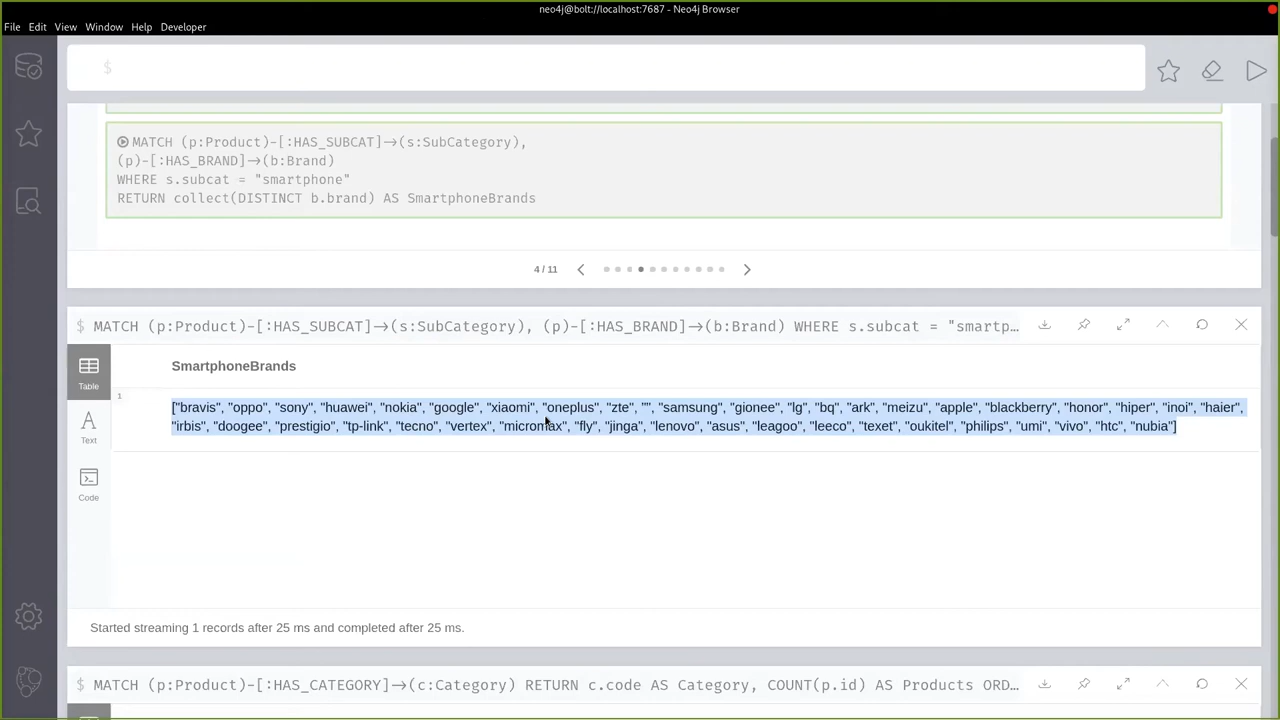 neo4j@bolt://localhost:7687 - Neo4j Browser
File Edit View Window Help Developer
$
MATCH (p:Product)-[:HAS_SUBCAT]→(s:SubCategory),
(p)-[:HAS_BRAND]→(b:Brand)
WHERE s.subcat = "smartphone"
RETURN collect(DISTINCT b.brand) AS SmartphoneBrands
4 / 11
$ MATCH (p:Product)-[:HAS_SUBCAT]→(s:SubCategory), (p)-[:HAS_BRAND]→(b:Brand) WHERE s.subcat = "smartp…
SmartphoneBrands
Table
1
["bravis", "oppo", "sony", "huawei", "nokia", "google", "xiaomi", "oneplus", "zte", "", "samsung", "gionee", "lg", "bq", "ark", "meizu", "apple", "blackberry", "honor", "hiper", "inoi", "haier",
"irbis", "doogee", "prestigio", "tp-link", "tecno", "vertex", "micromax", "fly", "jinga", "lenovo", "asus", "leagoo", "leeco", "texet", "oukitel", "philips", "umi", "vivo", "htc", "nubia"]
A
Text
Code
Started streaming 1 records after 25 ms and completed after 25 ms.
$ MATCH (p:Product)-[:HAS_CATEGORY]→(c:Category) RETURN c.code AS Category, COUNT(p.id) AS Products ORD…